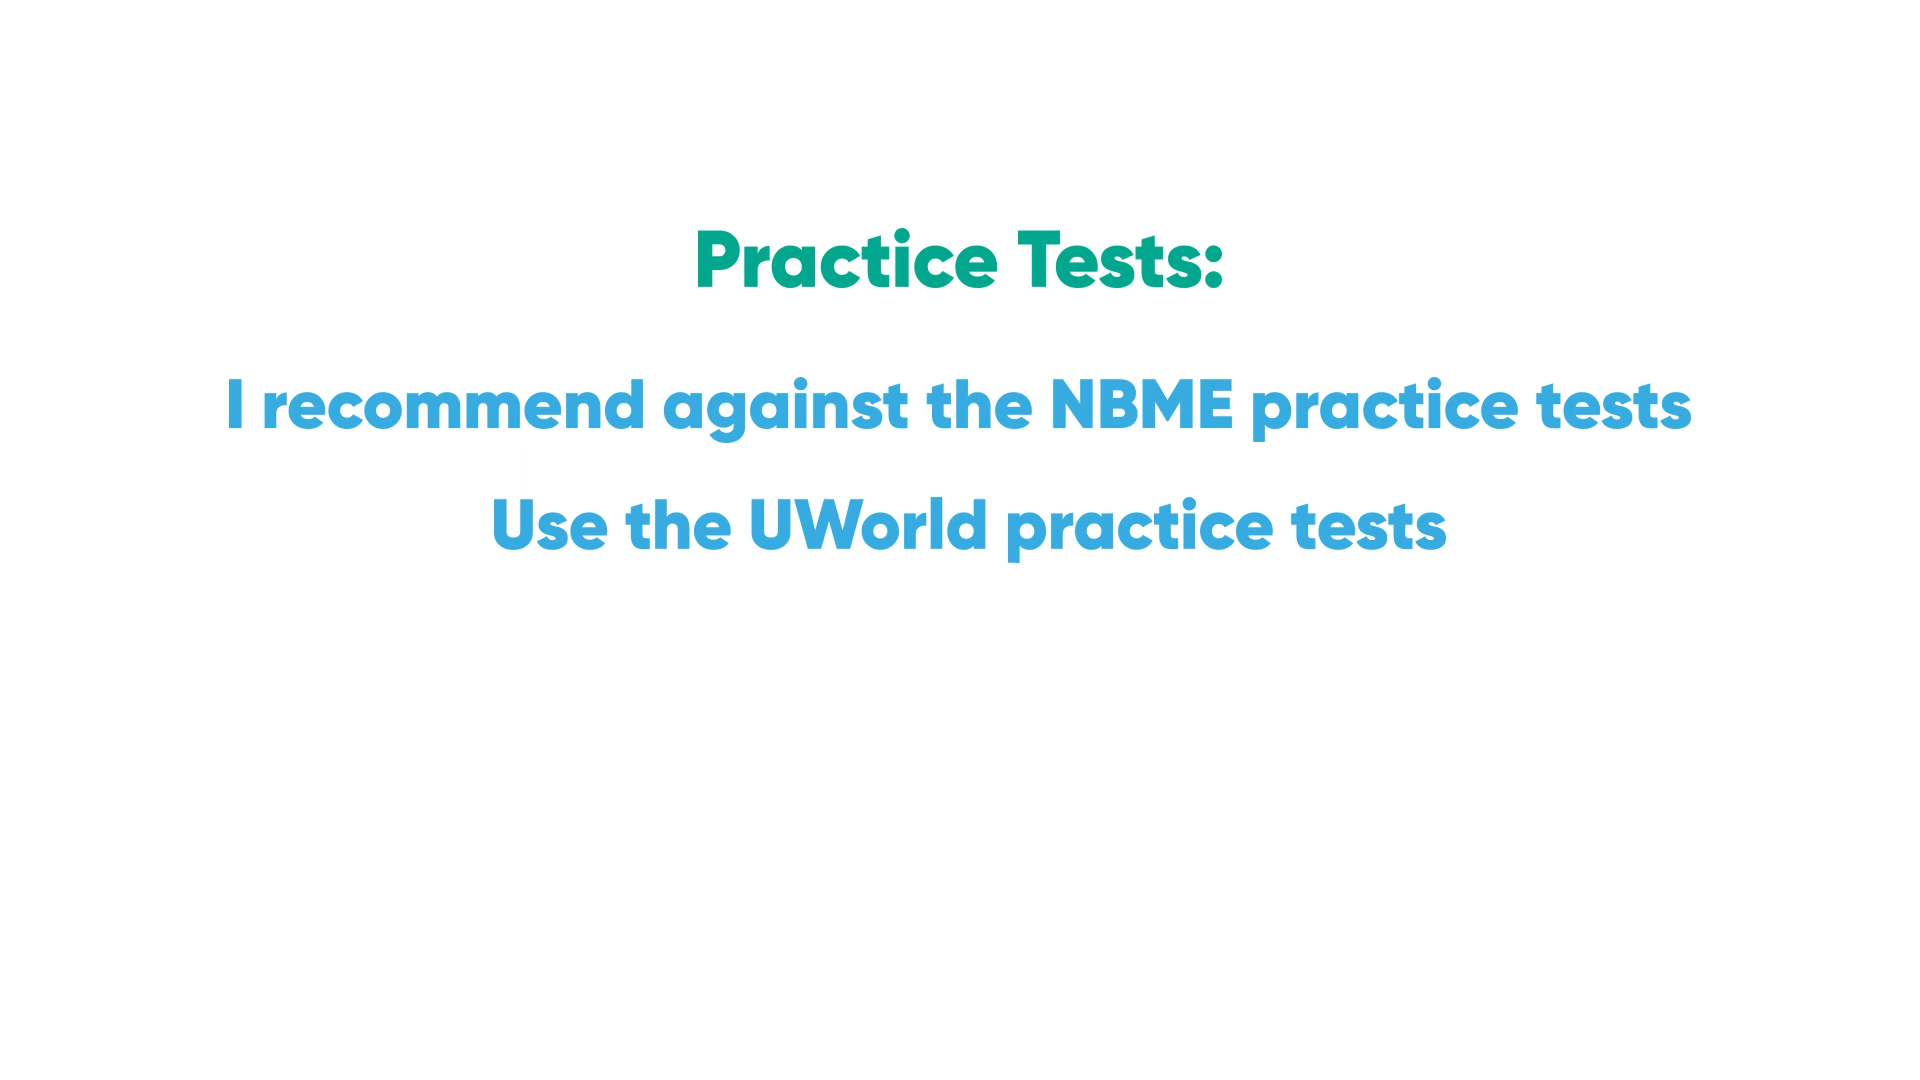 Practice Tests:
I recommend against the NBME practice tests
Use the UWorld practice tests